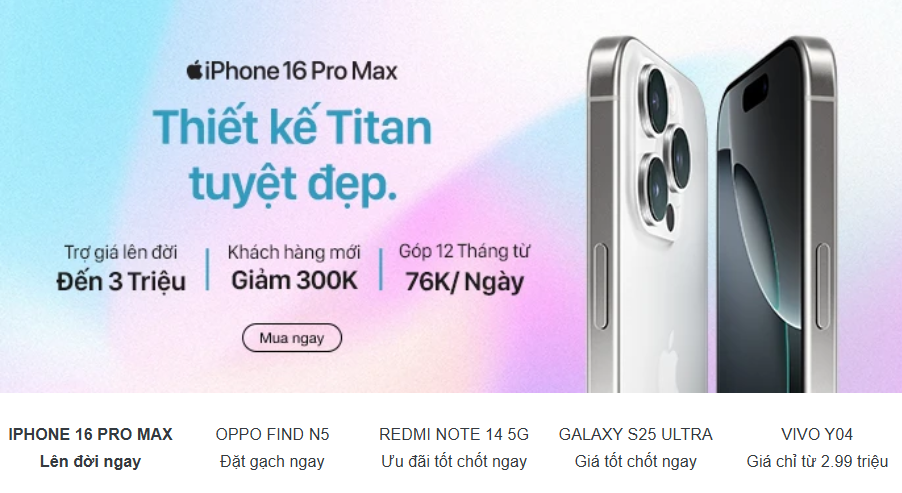 iPhone 16 Pro Max
Thiết kế Titan
tuyệt đẹp.
Trợ giá lên đời
Đến 3 Triệu
Khách hàng mới
Giảm 300K
Góp 12 Tháng từ
76K/ Ngày
Mua ngay
IPHONE 16 PRO MAX
Lên đời ngay
OPPO FIND N5
Đặt gạch ngay
REDMI NOTE 14 5G
Ưu đãi tốt chốt ngay
GALAXY S25 ULTRA
Giá tốt chốt ngay
VIVO Y04
Giá chỉ từ 2.99 triệu